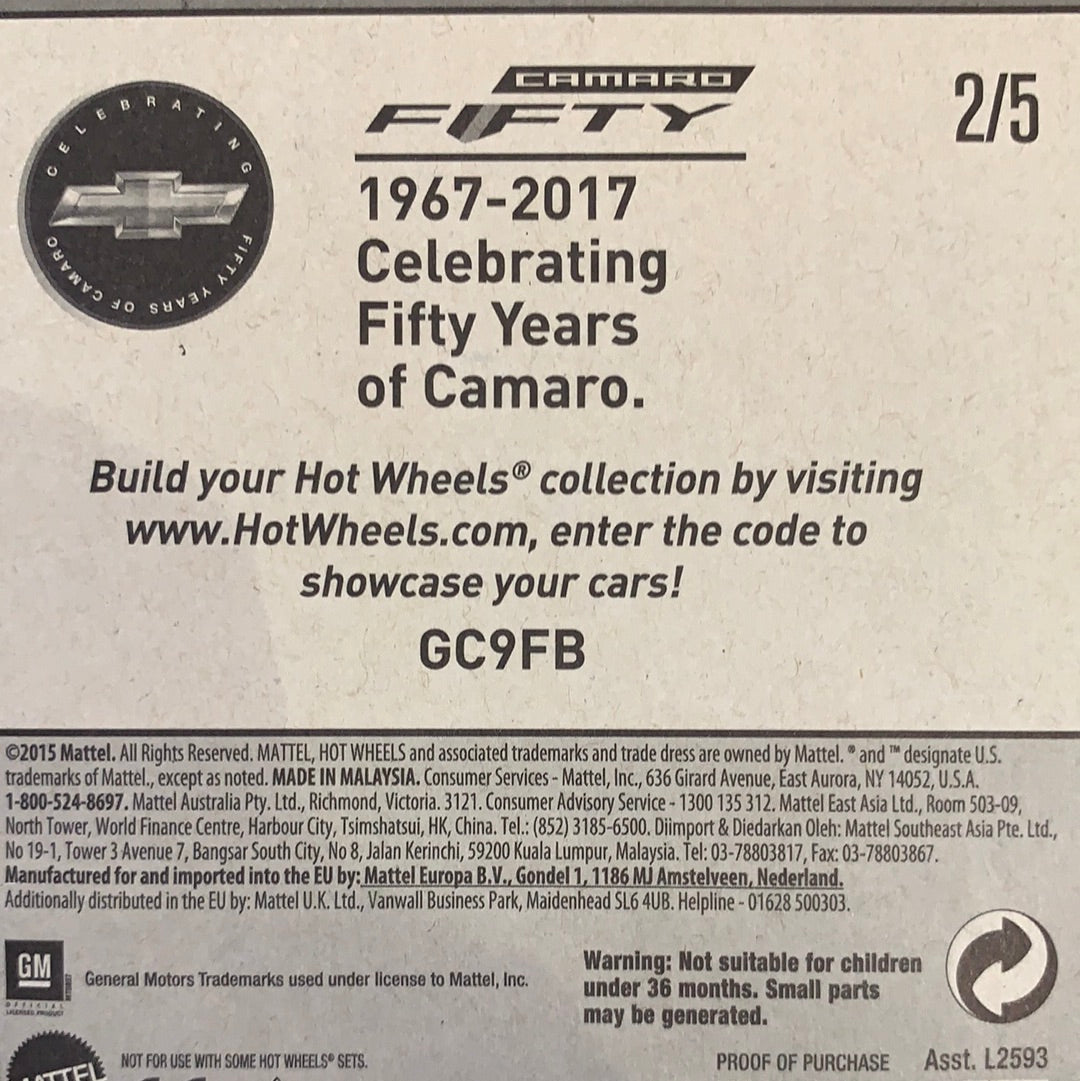 CELEBRATING
FIFTY YEARS OF CAMARO
CAMARO
FIFTY
2/5
1967-2017
Celebrating
Fifty Years
of Camaro.
Build your Hot Wheels® collection by visiting
www.HotWheels.com, enter the code to
showcase your cars!
GC9FB
©2015 Mattel. All Rights Reserved. MATTEL, HOT WHEELS and associated trademarks and trade dress are owned by Mattel. ® and ™ designate U.S.
trademarks of Mattel., except as noted. MADE IN MALAYSIA. Consumer Services - Mattel, Inc., 636 Girard Avenue, East Aurora, NY 14052, U.S.A.
1-800-524-8697. Mattel Australia Pty. Ltd., Richmond, Victoria. 3121. Consumer Advisory Service - 1300 135 312. Mattel East Asia Ltd., Room 503-09,
North Tower, World Finance Centre, Harbour City, Tsimshatsui, HK, China. Tel.: (852) 3185-6500. Diimport & Diedarkan Oleh: Mattel Southeast Asia Pte. Ltd.,
No 19-1, Tower 3 Avenue 7, Bangsar South City, No 8, Jalan Kerinchi, 59200 Kuala Lumpur, Malaysia. Tel: 03-78803817, Fax: 03-78803867.
Manufactured for and imported into the EU by: Mattel Europa B.V., Gondel 1, 1186 MJ Amstelveen, Nederland.
Additionally distributed in the EU by: Mattel U.K. Ltd., Vanwall Business Park, Maidenhead SL6 4UB. Helpline - 01628 500303.
GM
OFFICIAL
LICENSED PRODUCT
General Motors Trademarks used under license to Mattel, Inc.
Warning: Not suitable for children
under 36 months. Small parts
may be generated.
MATTEL
NOT FOR USE WITH SOME HOT WHEELS® SETS.
PROOF OF PURCHASE
Asst. L2593